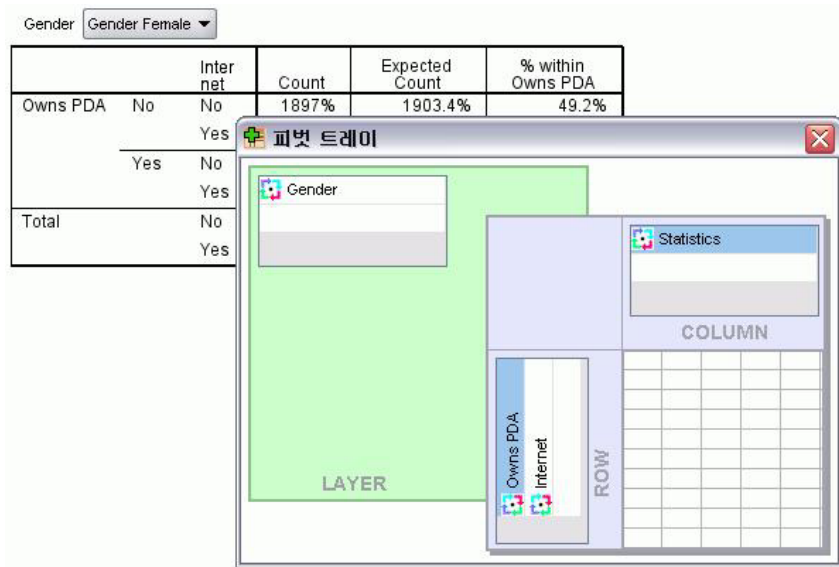 Gender Gender Female
Inter
net Count Expected
Count % within
Owns PDA
Owns PDA No No 1897% 1903.4% 49.2%
Yes
Yes No
Yes
Total No
Yes
피벗 트레이
Gender
Statistics
COLUMN
Owns PDA
Internet
ROW
LAYER